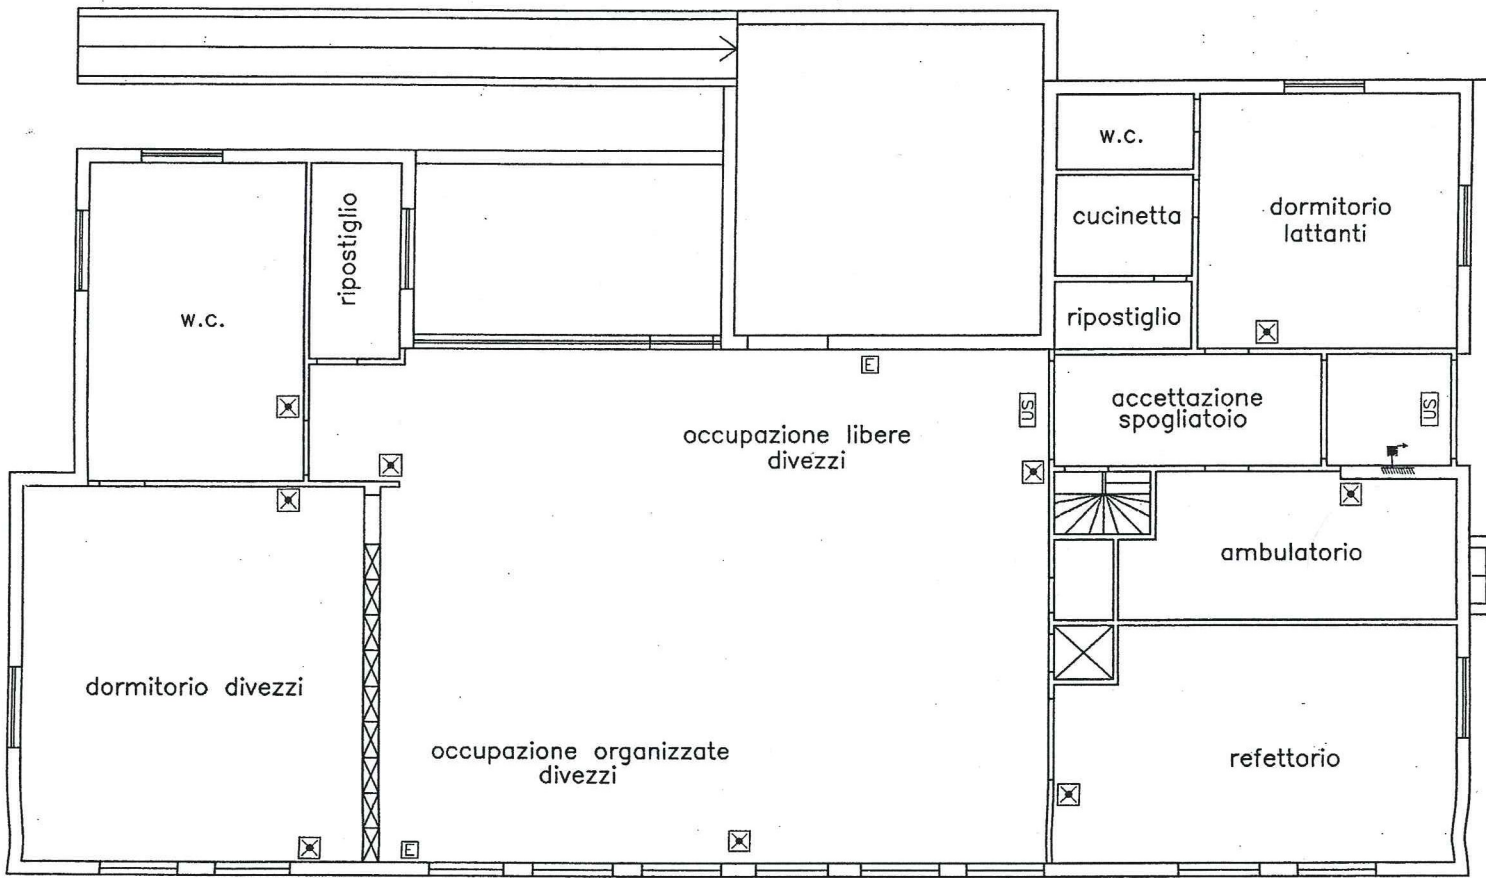 w.c.
cucinetta
dormitorio
lattanti
ripostiglio
w.c.
ripostiglio
E
accettazione
spogliatoio
US
US
occupazione libere
divezzi
ambulatorio
dormitorio divezzi
occupazione organizzate
divezzi
refettorio
E